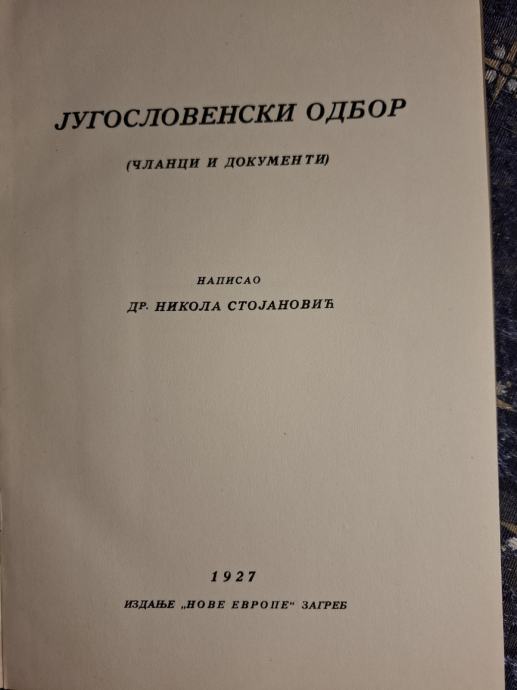 ЈУГОСЛОВЕНСКИ ОДБОР
(ЧЛАНЦИ И ДОКУМЕНТИ)
НАПИСАО
ДР. НИКОЛА СТОЈАНОВИЋ
1927
ИЗДАЊЕ „НОВЕ ЕВРОПЕ“ ЗАГРЕБ